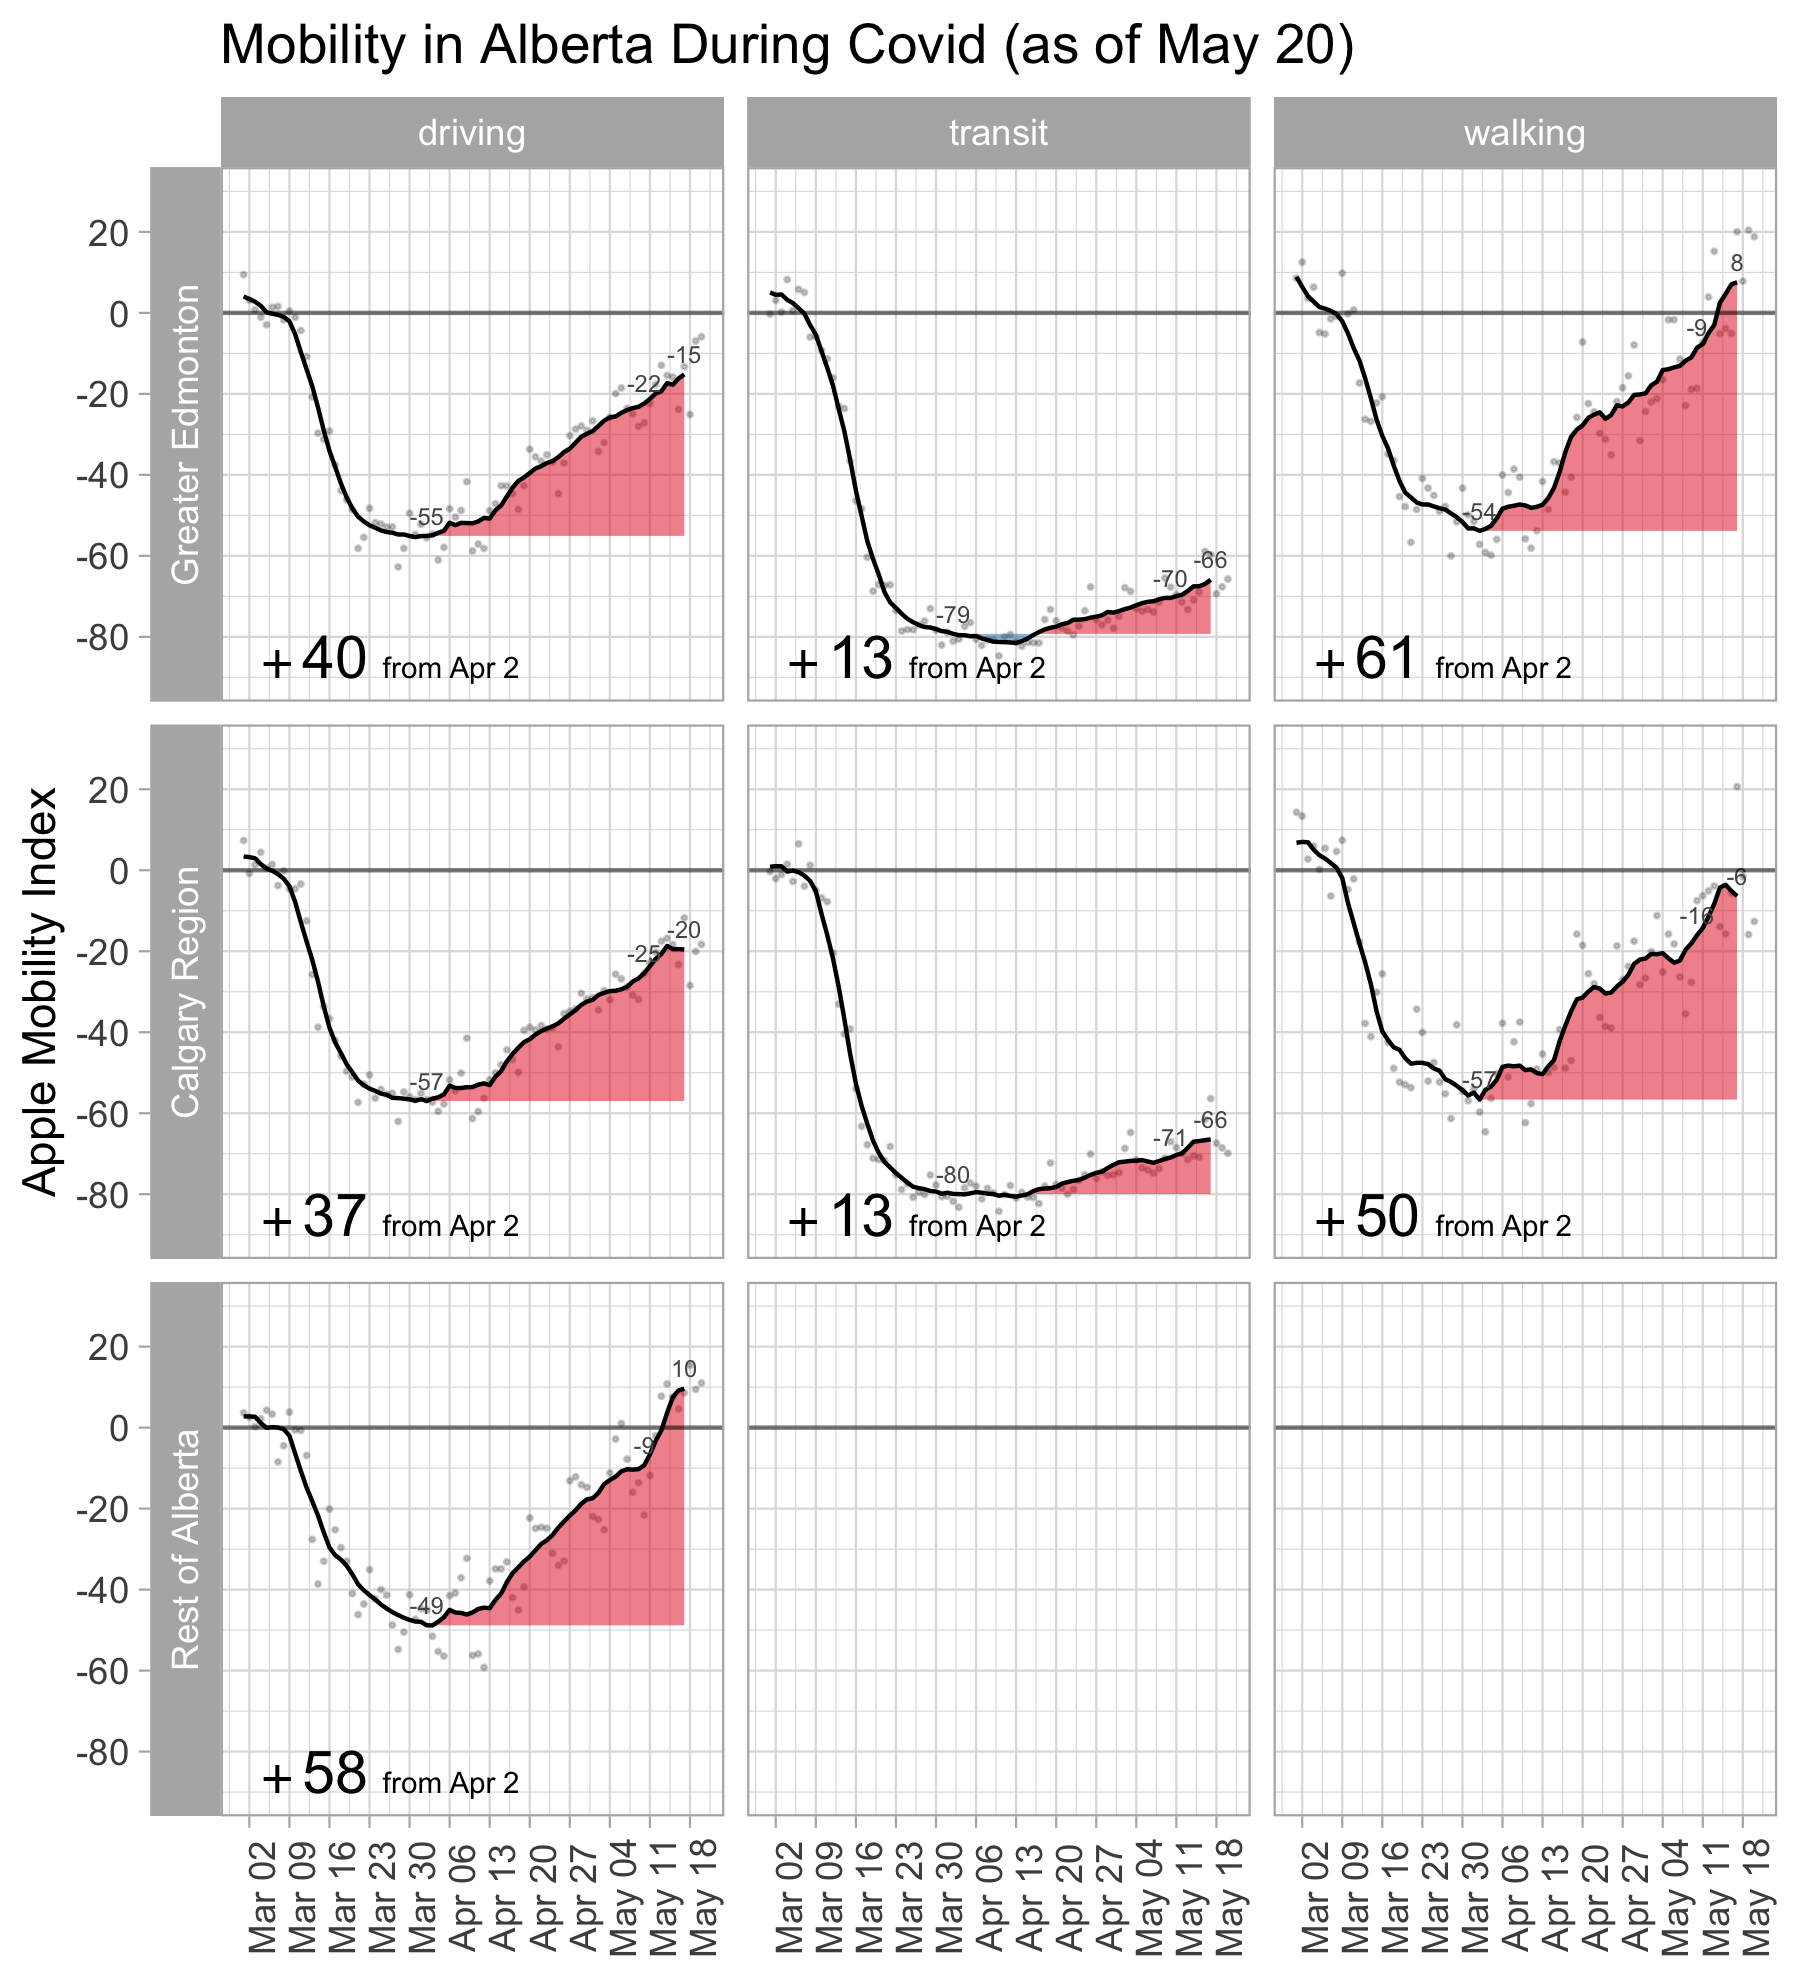 Mobility in Alberta During Covid (as of May 20)
driving
transit
walking
Apple Mobility Index
Greater Edmonton
20
0
-20
-40
-60
-80
-55
-22
-15
+40 from Apr 2
-79
-70
-66
+13 from Apr 2
-54
-9
8
+61 from Apr 2
Calgary Region
20
0
-20
-40
-60
-80
-57
-25
-20
+37 from Apr 2
-80
-71
-66
+13 from Apr 2
-57
-16
-6
+50 from Apr 2
Rest of Alberta
20
0
-20
-40
-60
-80
-49
-9
10
+58 from Apr 2
Mar 02
Mar 09
Mar 16
Mar 23
Mar 30
Apr 06
Apr 13
Apr 20
Apr 27
May 04
May 11
May 18
Mar 02
Mar 09
Mar 16
Mar 23
Mar 30
Apr 06
Apr 13
Apr 20
Apr 27
May 04
May 11
May 18
Mar 02
Mar 09
Mar 16
Mar 23
Mar 30
Apr 06
Apr 13
Apr 20
Apr 27
May 04
May 11
May 18